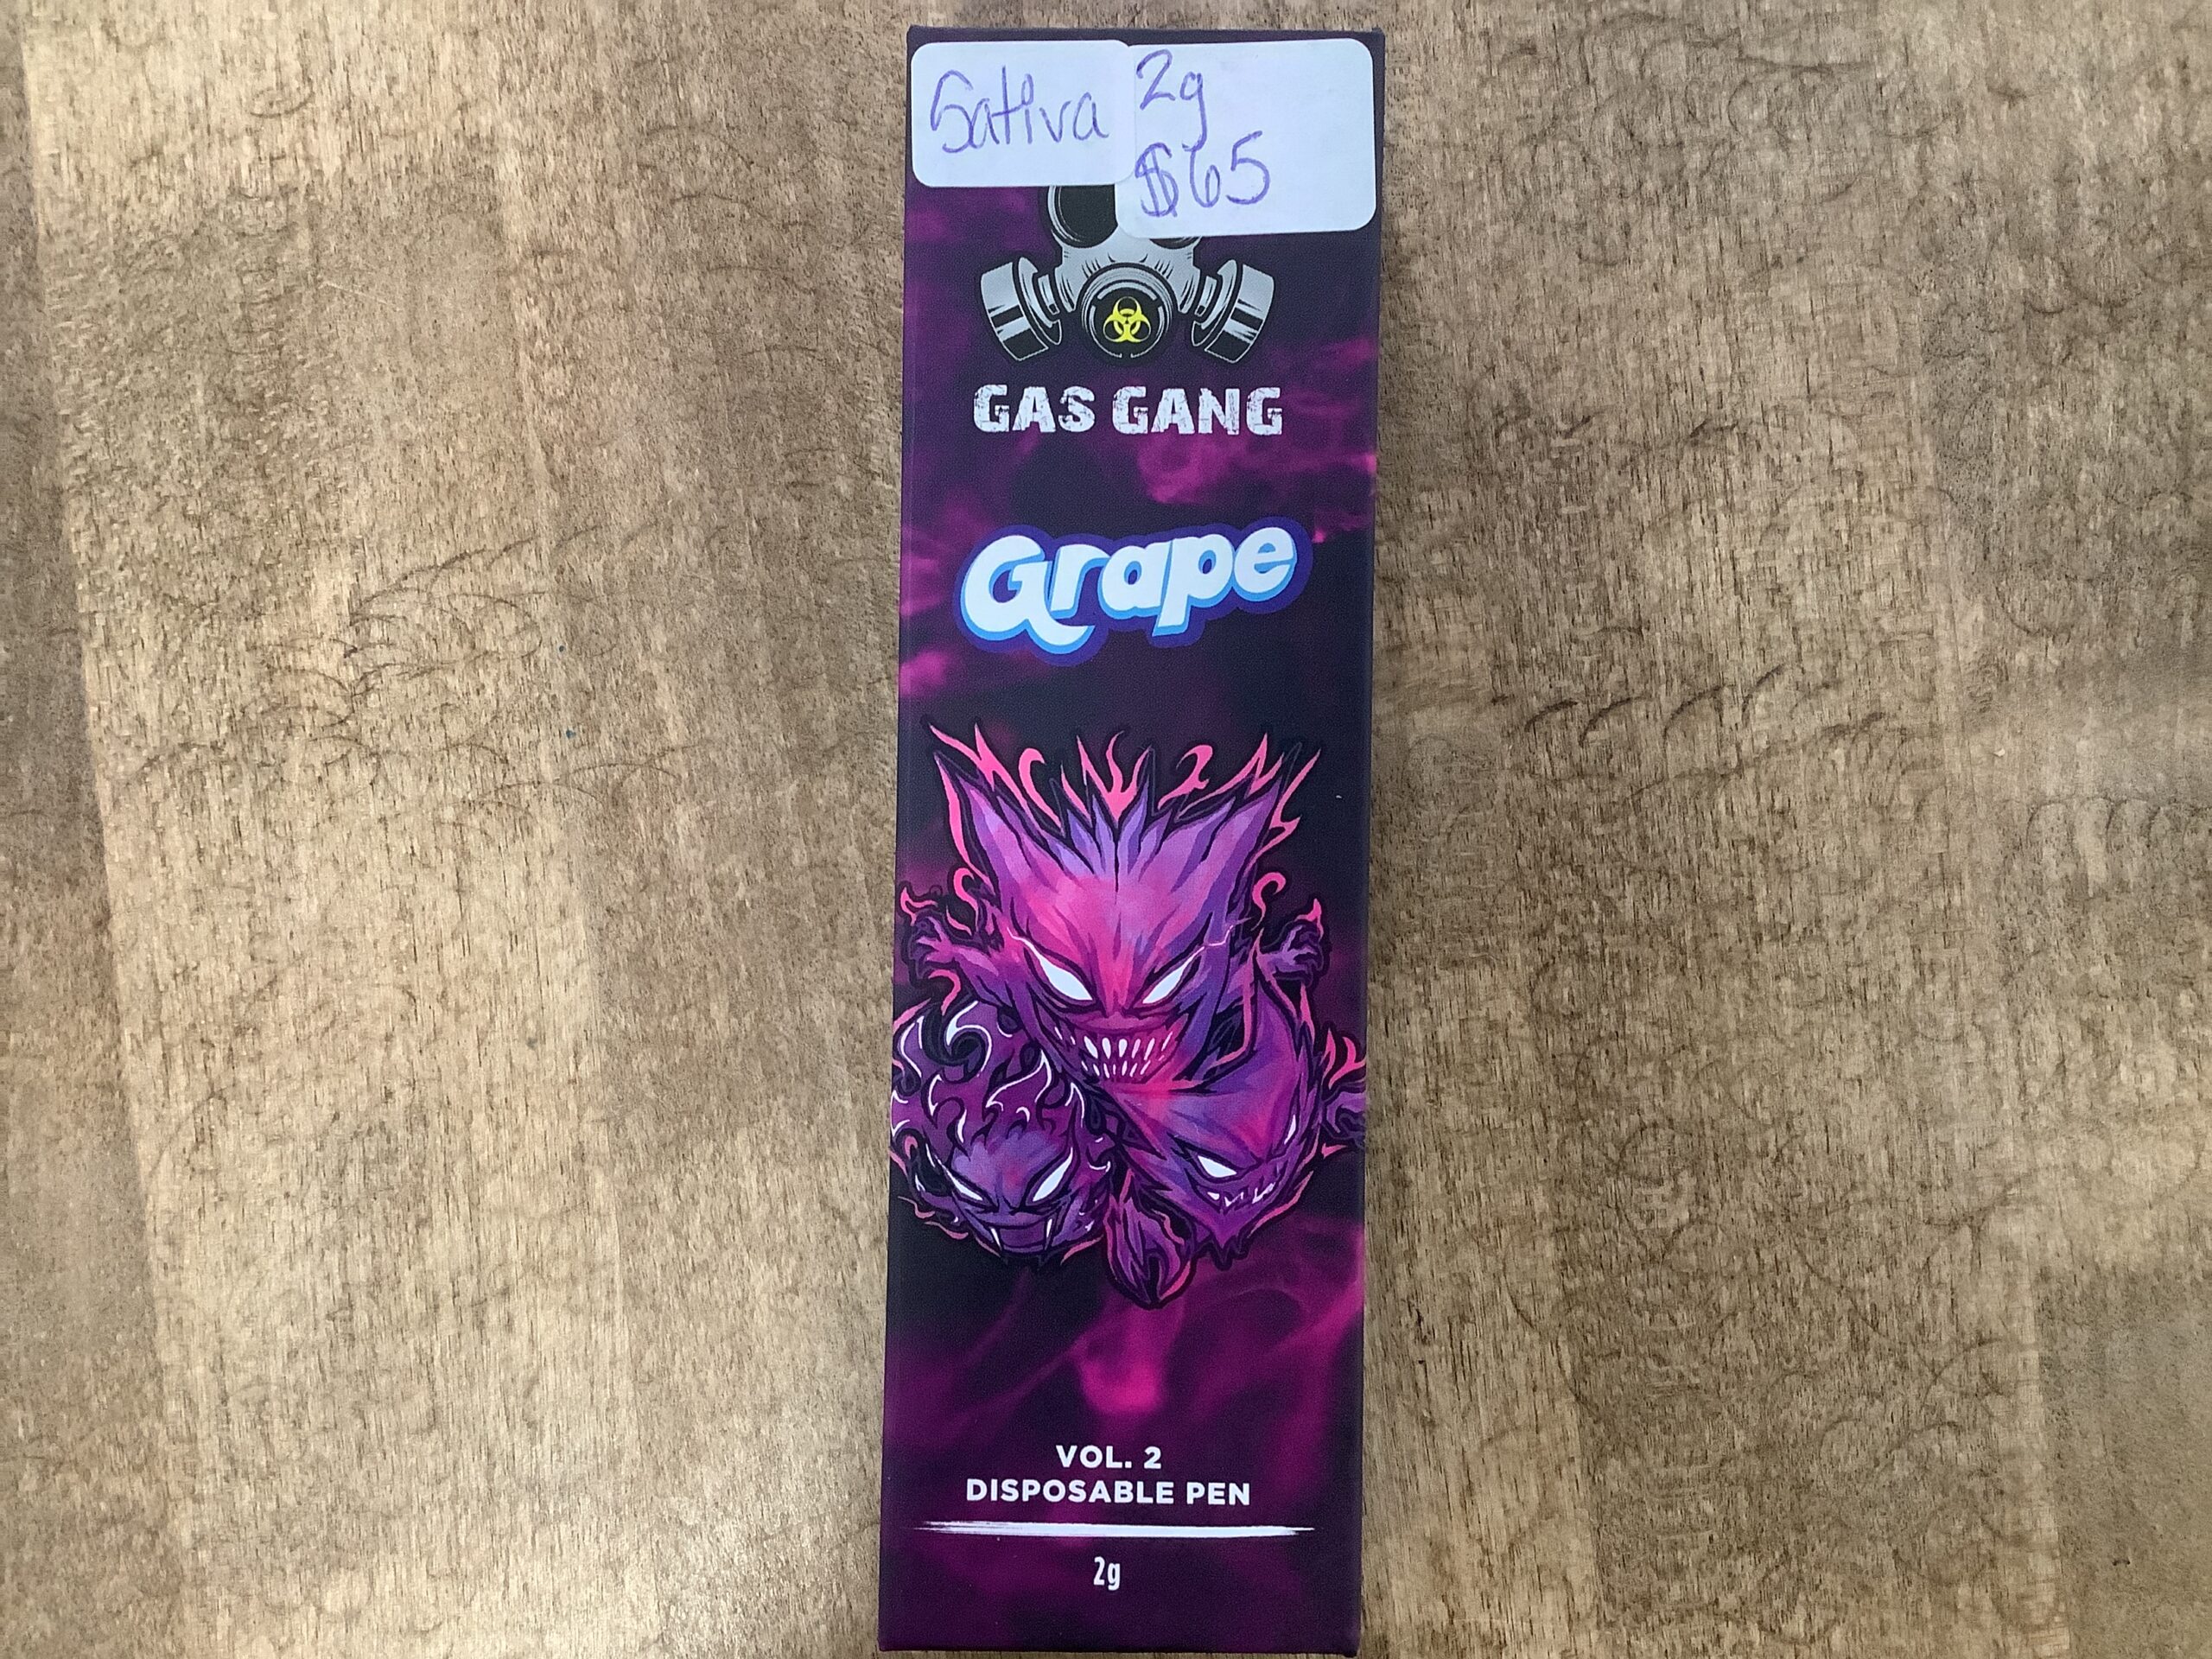 Sativa
2g
$65
GAS GANG
Grape
VOL. 2
DISPOSABLE PEN
2g